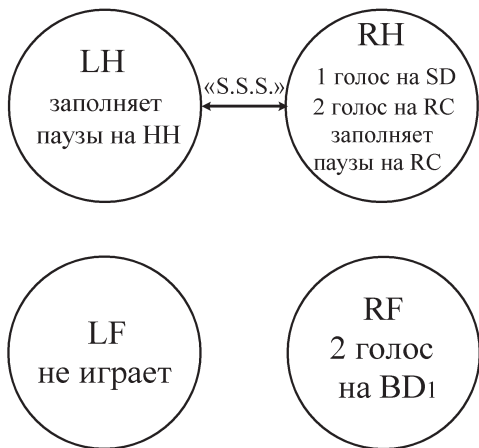 LH
заполняет
паузы на HH
«S.S.S.»
RH
1 голос на SD
2 голос на RC
заполняет
паузы на RC
LF
не играет
RF
2 голос
на BD1